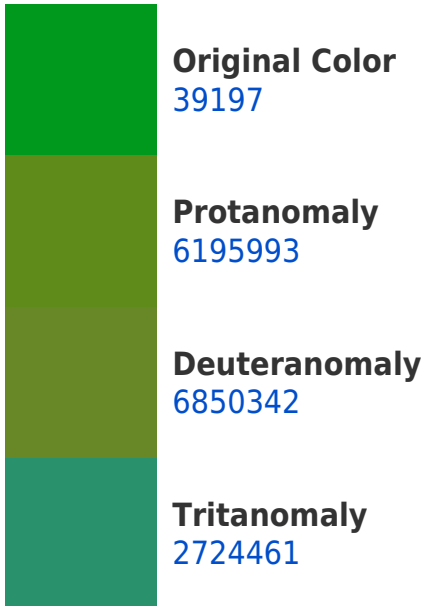 Original Color
39197
Protanomaly
6195993
Deuteranomaly
6850342
Tritanomaly
2724461